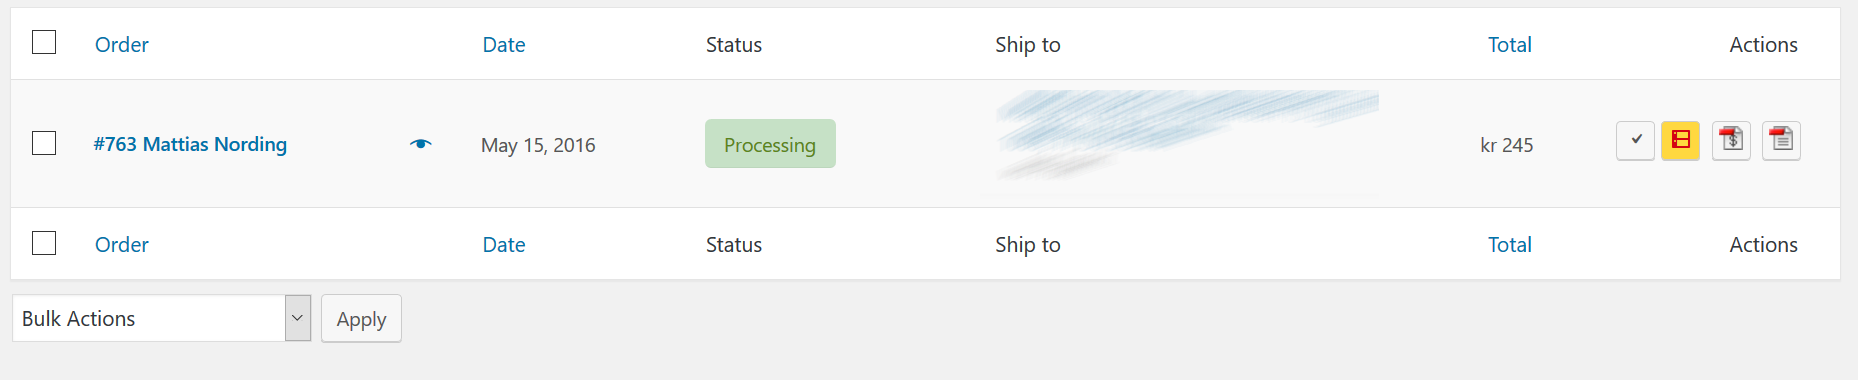 Order Date Status Ship to Total Actions
#763 Mattias Nording May 15, 2016 Processing kr 245
Order Date Status Ship to Total Actions
Bulk Actions Apply